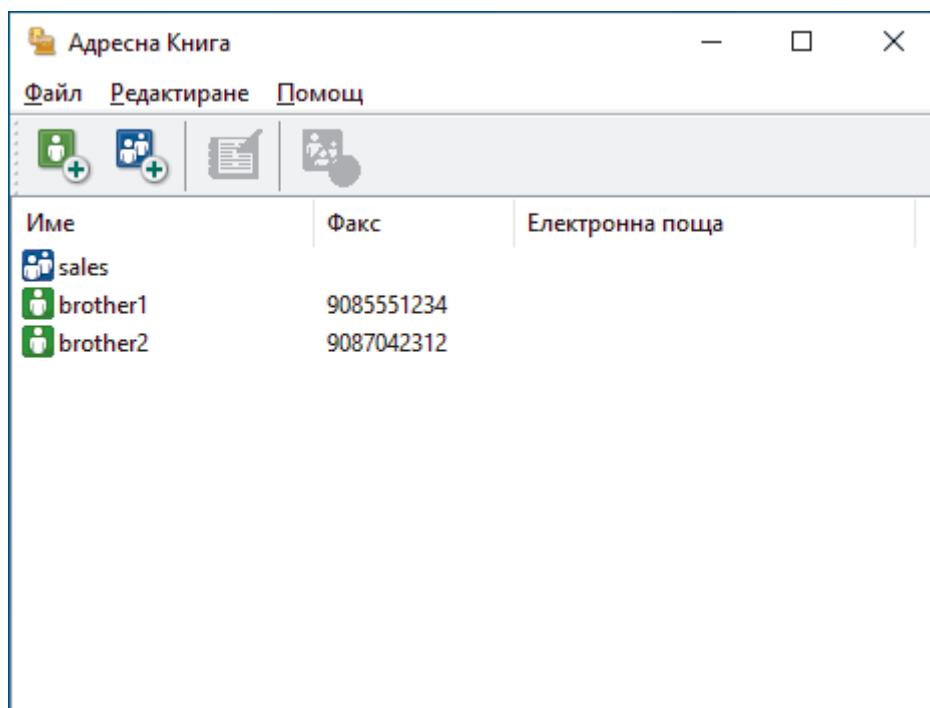 Адресна Книга
Файл Редактиране Помощ
Име Факс Електронна поща
sales
brother1 9085551234
brother2 9087042312